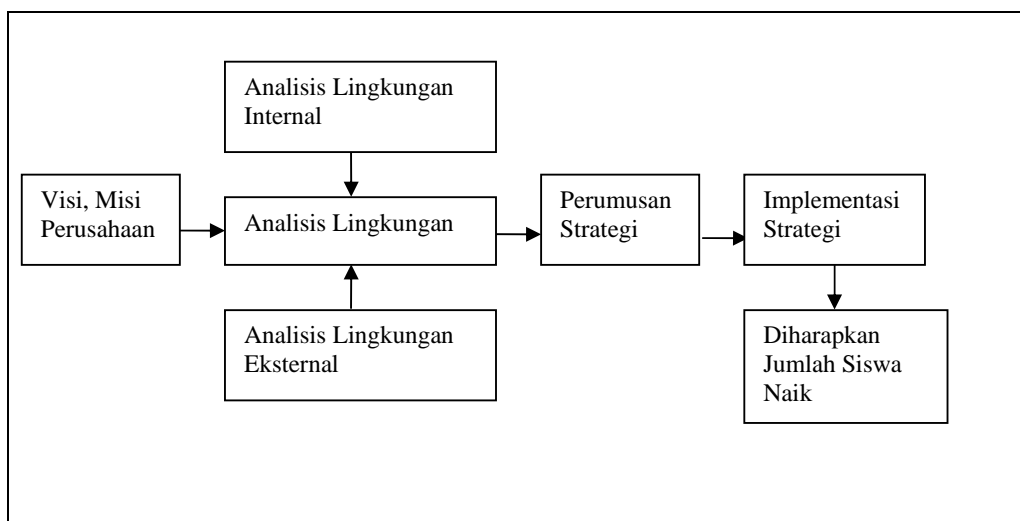 Analisis Lingkungan
Internal
Visi, Misi
Perusahaan
Analisis Lingkungan
Perumusan
Strategi
Implementasi
Strategi
Analisis Lingkungan
Eksternal
Diharapkan
Jumlah Siswa
Naik